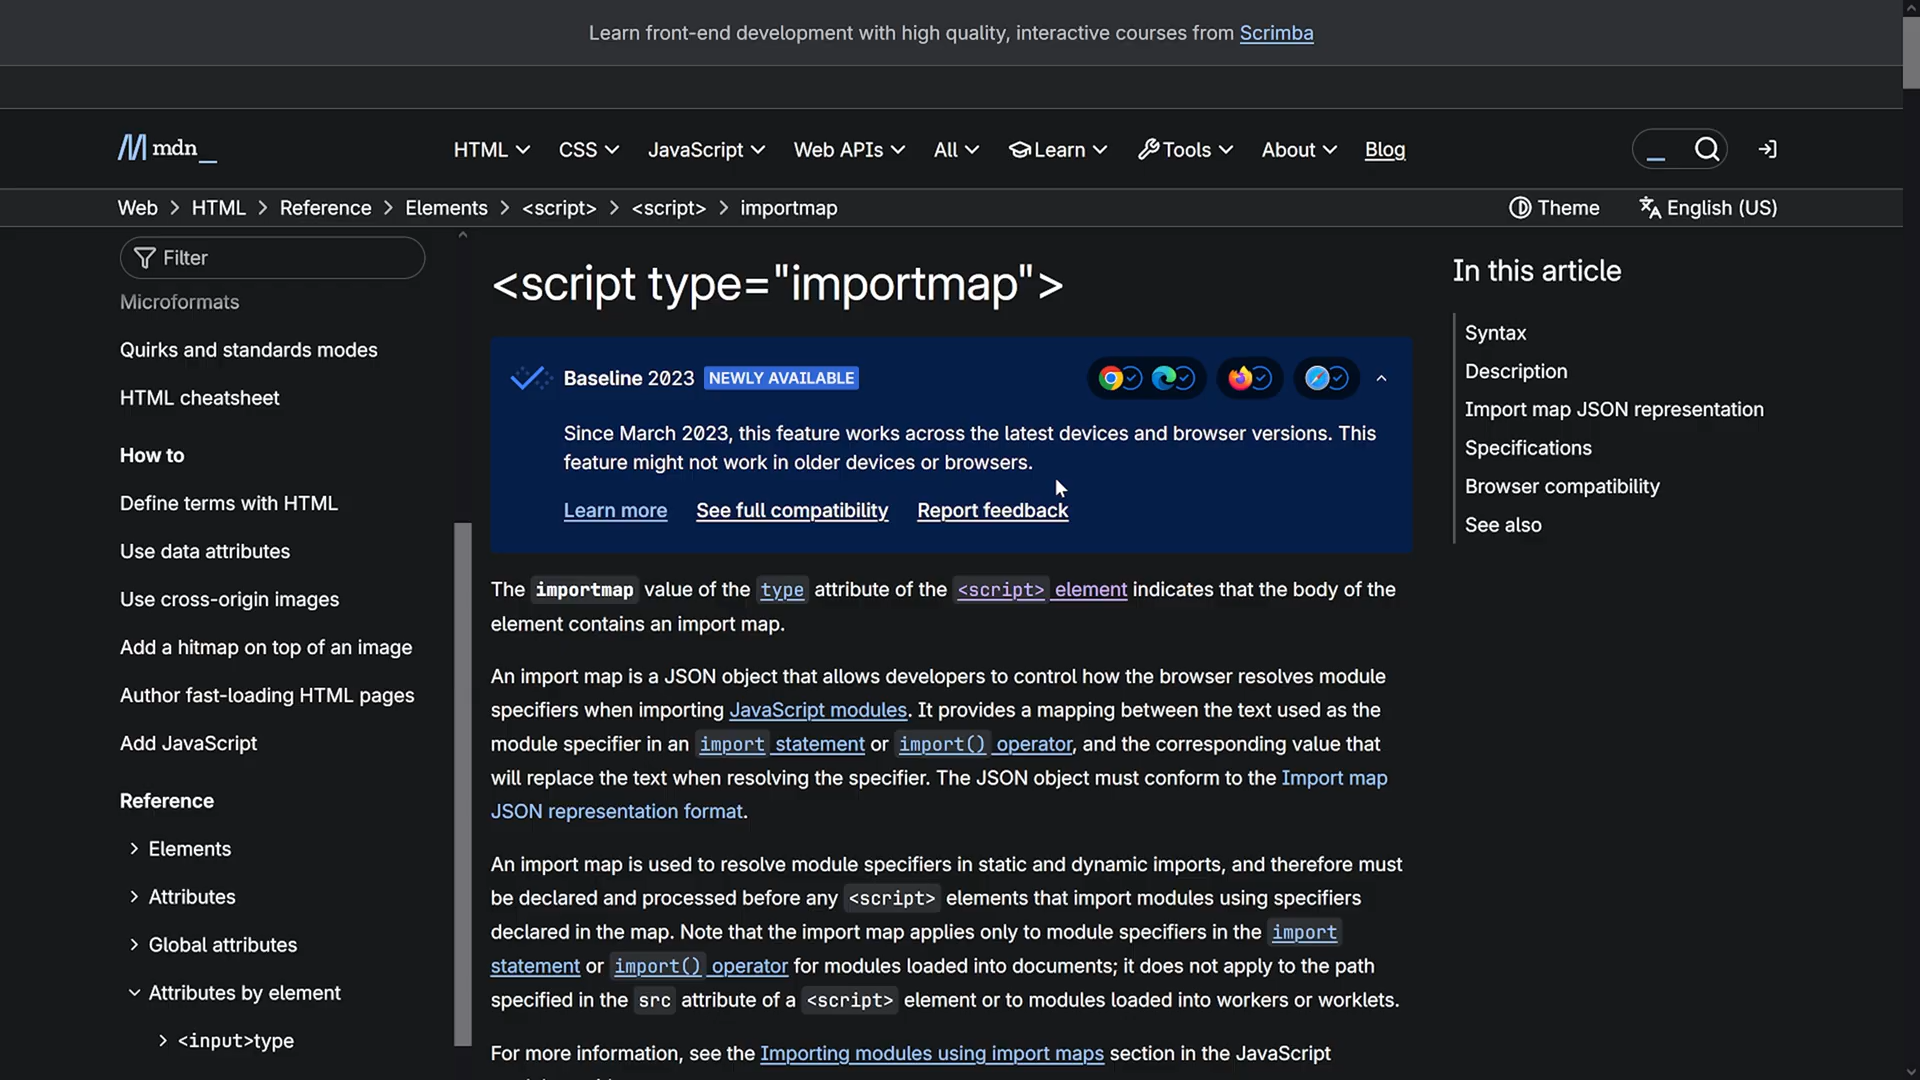 Learn front-end development with high quality, interactive courses from Scrimba
mdn_
HTML CSS JavaScript Web APIs All Learn Tools About Blog
Web > HTML > Reference > Elements > <script> > <script> > importmap
Theme
English (US)
Filter
Microformats
Quirks and standards modes
HTML cheatsheet
How to
Define terms with HTML
Use data attributes
Use cross-origin images
Add a hitmap on top of an image
Author fast-loading HTML pages
Add JavaScript
Reference
Elements
Attributes
Global attributes
Attributes by element
<input>type
<script type="importmap">
Baseline 2023 NEWLY AVAILABLE
Since March 2023, this feature works across the latest devices and browser versions. This
feature might not work in older devices or browsers.
Learn more See full compatibility Report feedback
The importmap value of the type attribute of the <script> element indicates that the body of the
element contains an import map.
An import map is a JSON object that allows developers to control how the browser resolves module
specifiers when importing JavaScript modules. It provides a mapping between the text used as the
module specifier in an import statement or import() operator, and the corresponding value that
will replace the text when resolving the specifier. The JSON object must conform to the Import map
JSON representation format.
An import map is used to resolve module specifiers in static and dynamic imports, and therefore must
be declared and processed before any <script> elements that import modules using specifiers
declared in the map. Note that the import map applies only to module specifiers in the import
statement or import() operator for modules loaded into documents; it does not apply to the path
specified in the src attribute of a <script> element or to modules loaded into workers or worklets.
For more information, see the Importing modules using import maps section in the JavaScript
In this article
Syntax
Description
Import map JSON representation
Specifications
Browser compatibility
See also